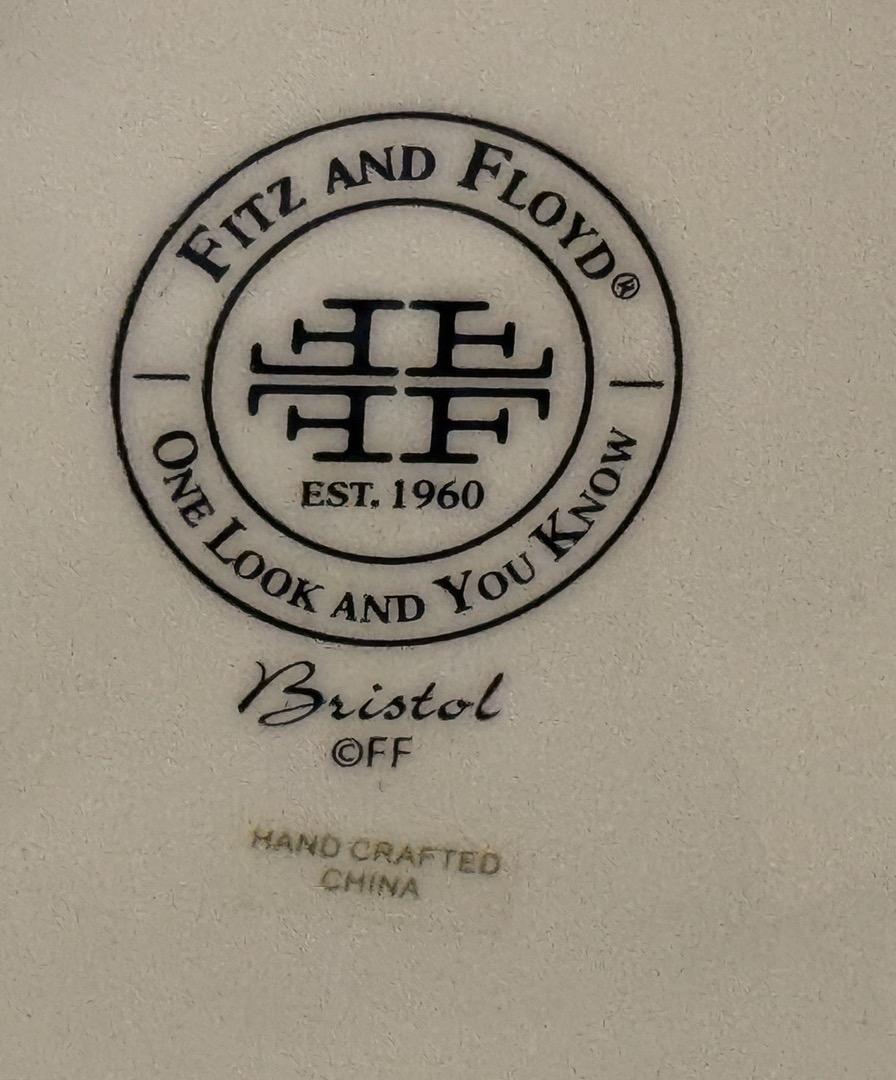 FITZ AND FLOYD®
EST. 1960
ONE LOOK AND YOU KNOW
Bristol
©FF
HAND CRAFTED
CHINA